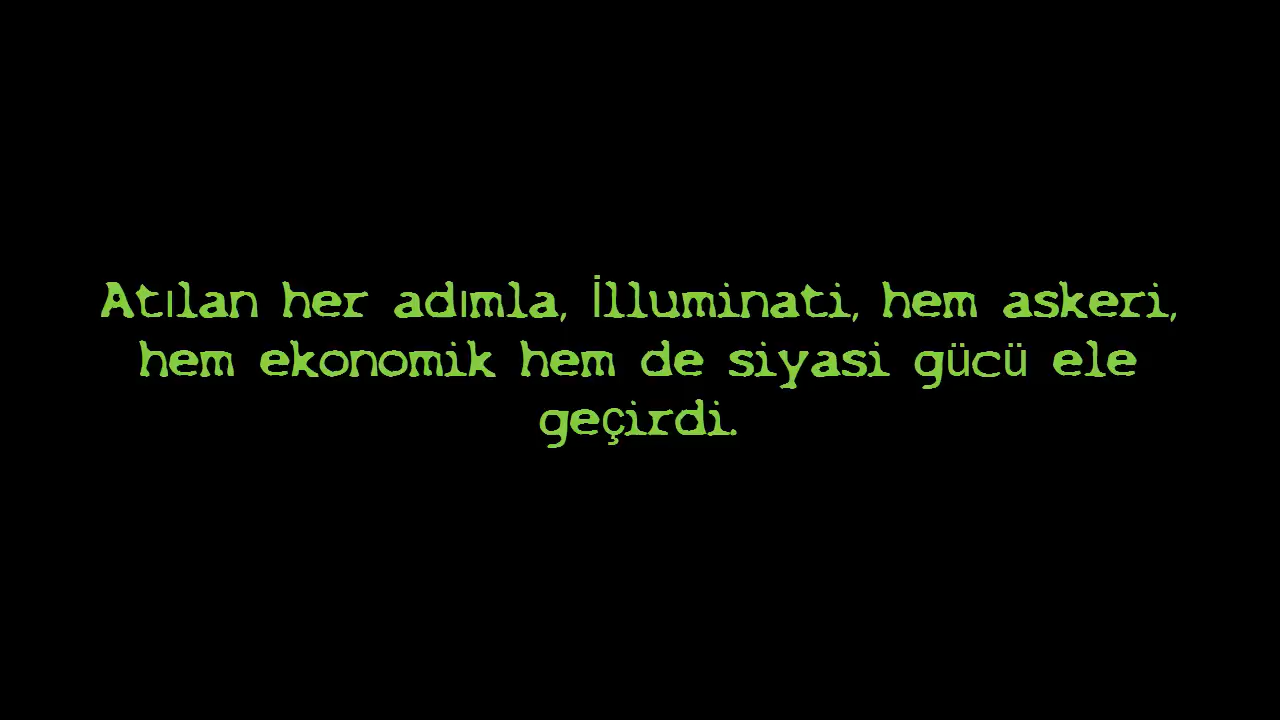 Atılan her adımla, İlluminati, hem askeri,
hem ekonomik hem de siyasi gücü ele
geçirdi.